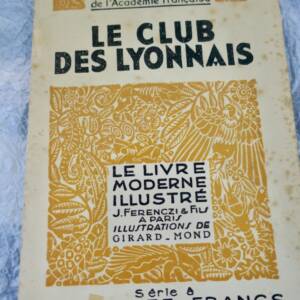 de l'Académie Française
LE CLUB
DES LYONNAIS
LE LIVRE
MODERNE
ILLUSTRÉ
J. FERENCZI & FILS
A PARIS
ILLUSTRATIONS DE
GIRARD-MOND
Série à
FRANCS